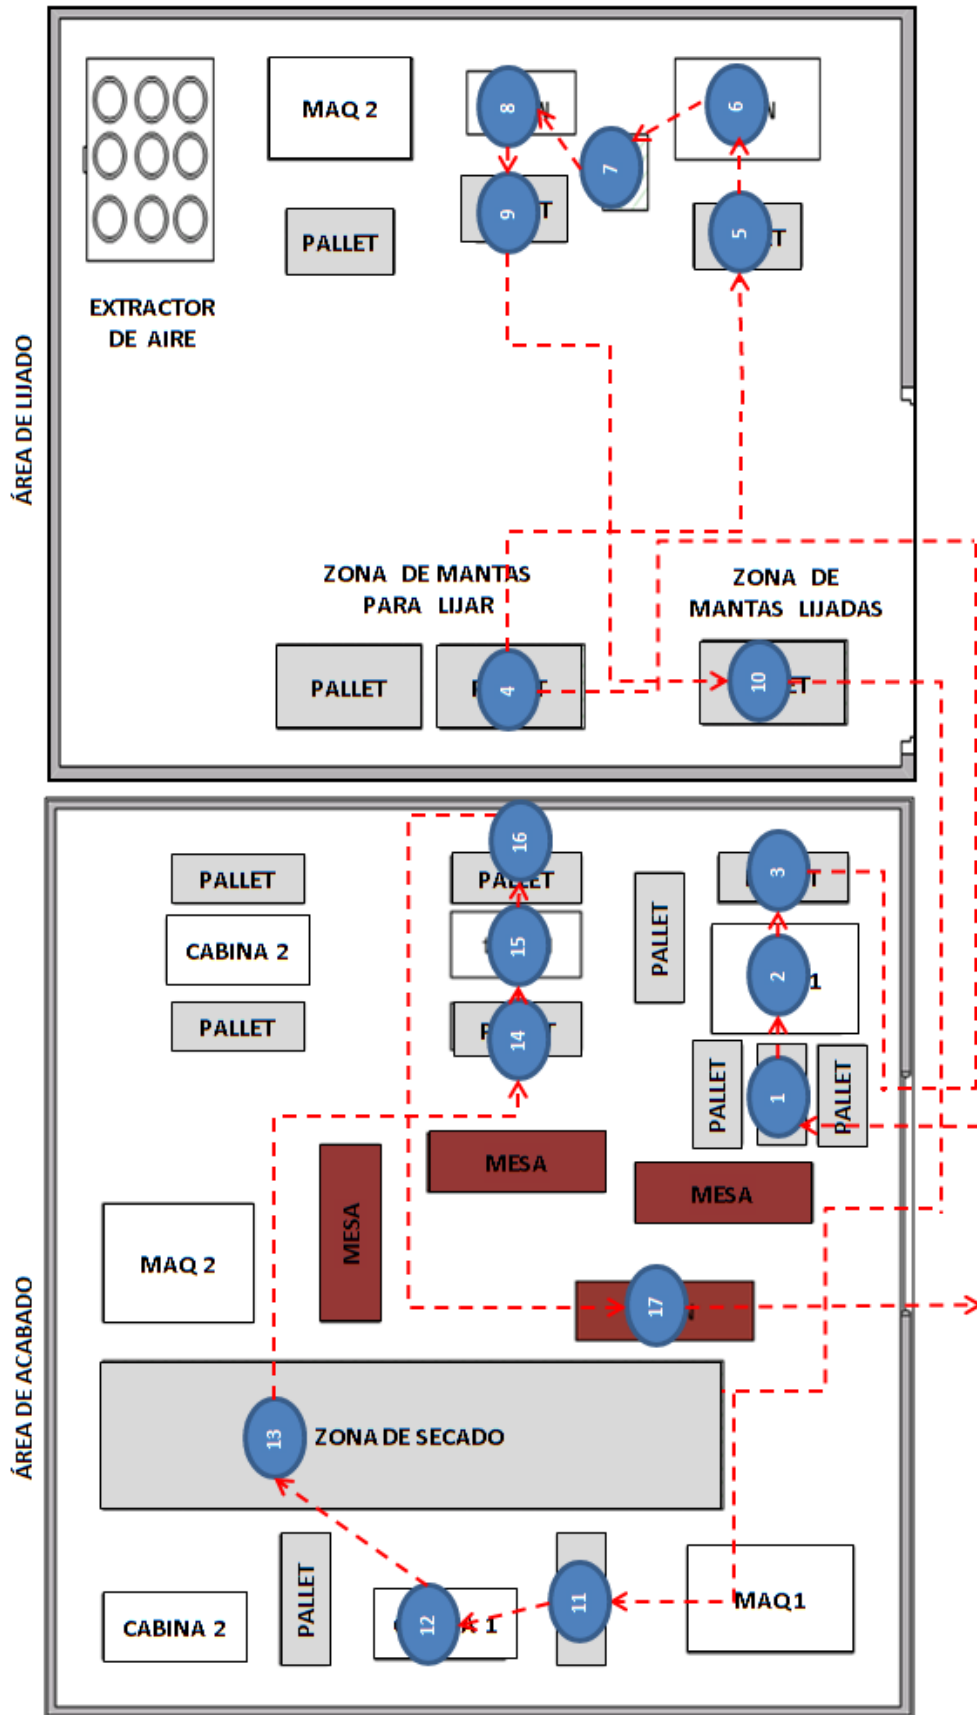 ÁREA DE LIJADO
MAQ 2
8
6
7
9
5
PALLET
EXTRACTOR
DE AIRE
ZONA DE MANTAS
PARA LIJAR
ZONA DE
MANTAS LIJADAS
PALLET
4
10
ÁREA DE ACABADO
16
PALLET
PALLET
3
PALLET
CABINA 2
15
2
1
PALLET
14
PALLET
1
PALLET
MESA
MESA
MESA
MAQ 2
17
13
ZONA DE SECADO
PALLET
11
MAQ1
CABINA 2
12
1